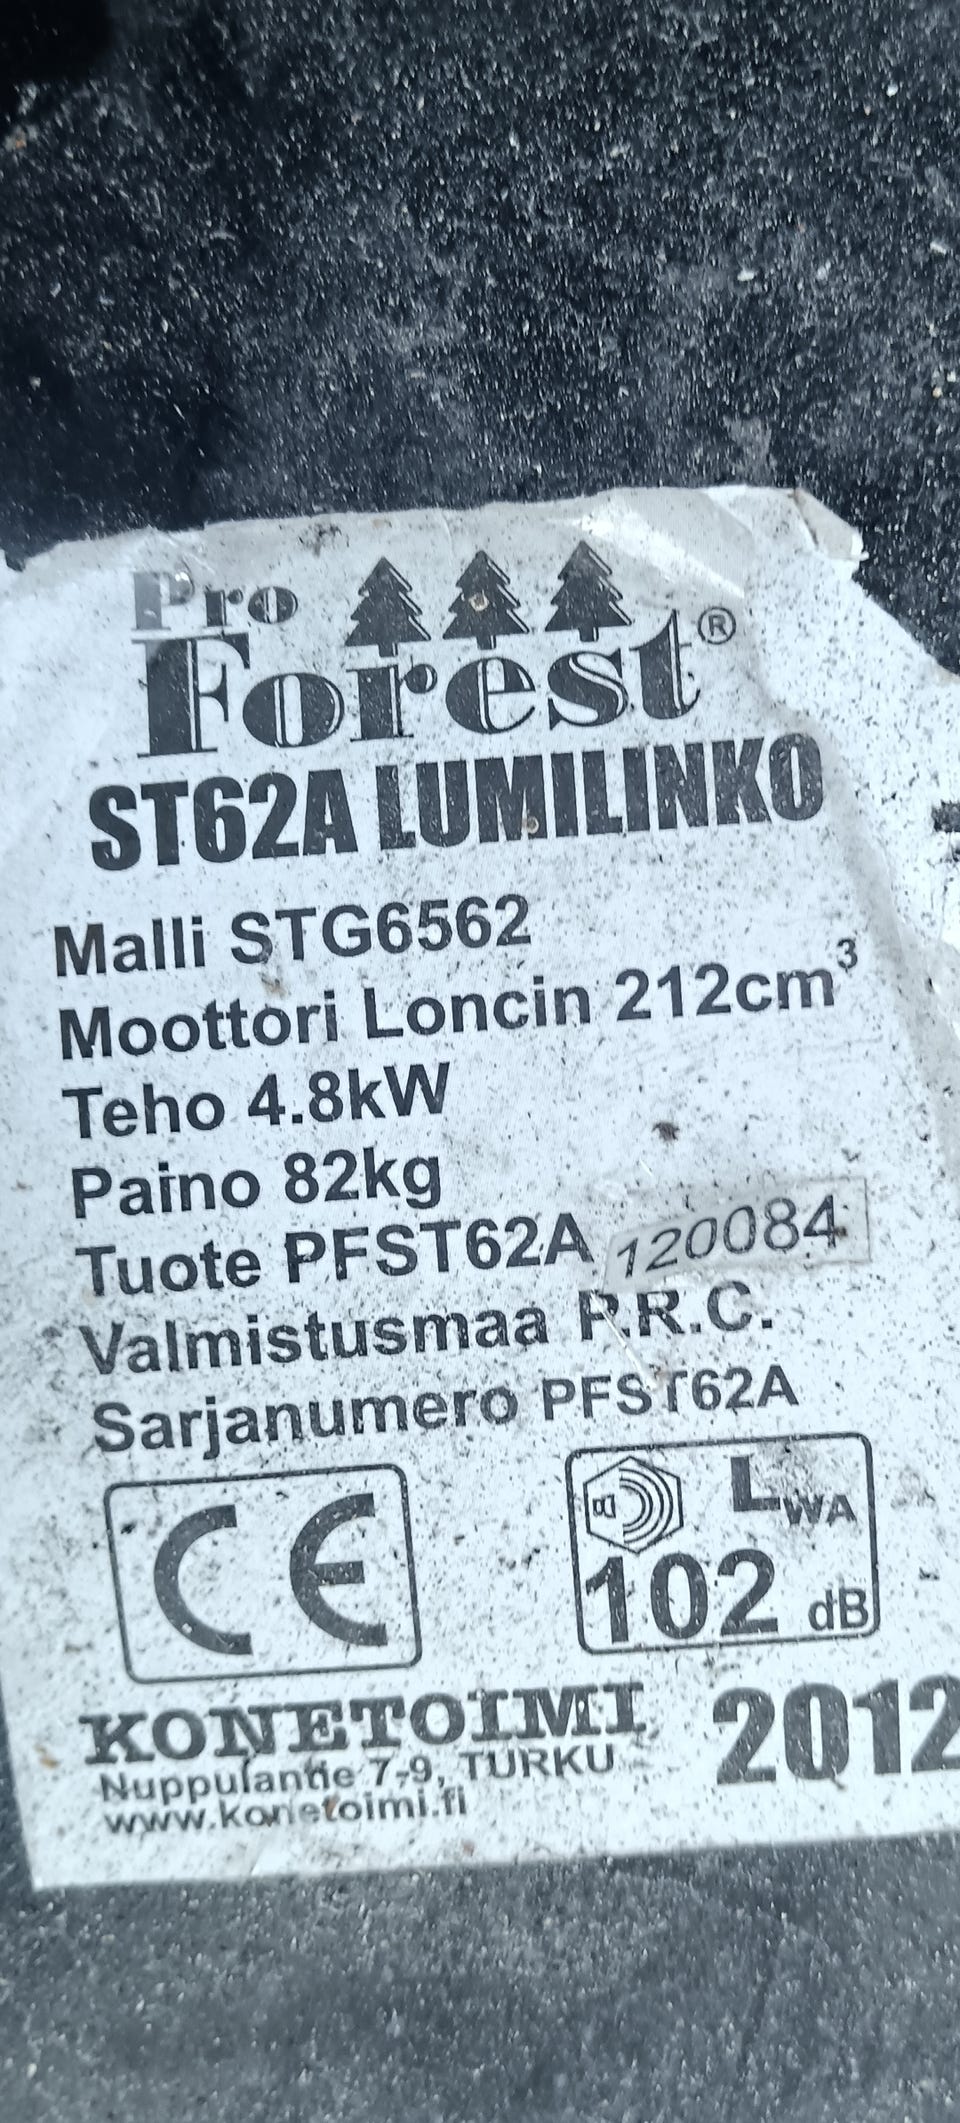 Pro
Forest®
ST62A LUMILINKO
Malli STG6562
Moottori Loncin 212cm³
Teho 4.8kW
Paino 82kg
Tuote PFST62A 120084
Valmistusmaa P.R.C.
Sarjanumero PFST62A
CE
LWA
102 dB
KONETOIMI 2012
Nuppulantie 7-9, TURKU
www.konetoimi.fi